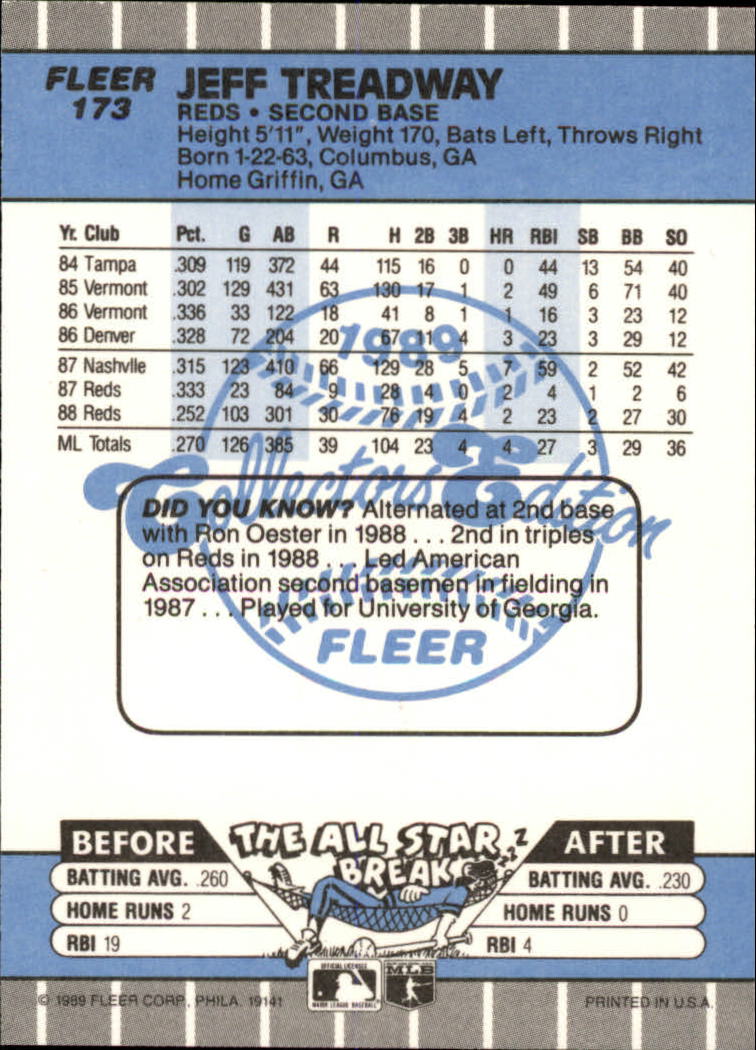 FLEER
173
JEFF TREADWAY
REDS • SECOND BASE
Height 5'11", Weight 170, Bats Left, Throws Right
Born 1-22-63, Columbus, GA
Home Griffin, GA
Yr. Club Pct. G AB R H 2B 3B HR RBI SB BB SO
84 Tampa .309 119 372 44 115 16 0 0 44 13 54 40
85 Vermont .302 129 431 63 130 17 1 2 49 6 71 40
86 Vermont .336 33 122 18 41 8 1 1 16 3 23 12
86 Denver .328 72 204 20 67 11 4 3 23 3 29 12
87 Nashvlle .315 123 410 66 129 28 5 7 59 2 52 42
87 Reds .333 23 84 9 28 4 0 2 4 1 2 6
88 Reds .252 103 301 30 76 19 4 2 23 2 27 30
ML Totals .270 126 385 39 104 23 4 4 27 3 29 36
1989
Collectors Edition
FLEER
DID YOU KNOW? Alternated at 2nd base
with Ron Oester in 1988 . . . 2nd in triples
on Reds in 1988 . . . Led American
Association second basemen in fielding in
1987 . . . Played for University of Georgia.
BEFORE THE ALL STAR BREAK AFTER
z z z
BATTING AVG. .260 BATTING AVG. .230
HOME RUNS 2 HOME RUNS 0
RBI 19 RBI 4
OFFICIAL LICENSEE
MAJOR LEAGUE BASEBALL
MLB
© 1989 FLEER CORP., PHILA. 19141 PRINTED IN U.S.A.